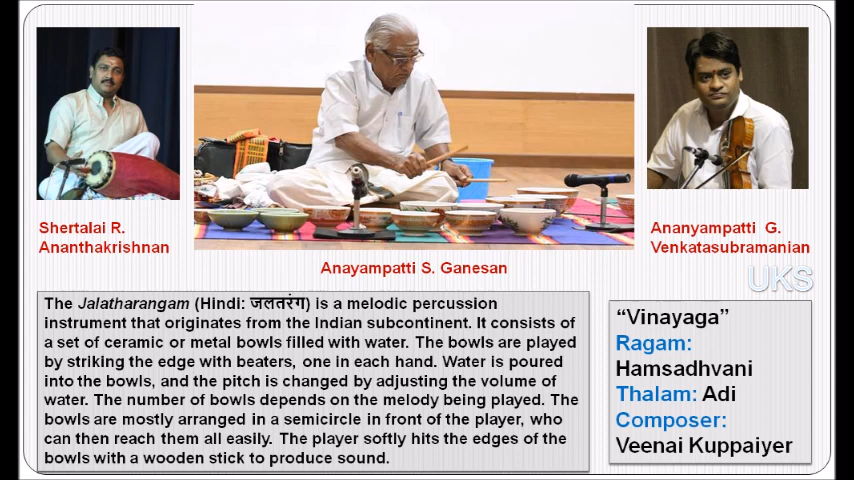 Shertalai R.
Ananthakrishnan
Anayampatti S. Ganesan
Ananyampatti G.
Venkatasubramanian
UKS
The Jalatharangam (Hindi: जलतरंग) is a melodic percussion
instrument that originates from the Indian subcontinent. It consists of
a set of ceramic or metal bowls filled with water. The bowls are played
by striking the edge with beaters, one in each hand. Water is poured
into the bowls, and the pitch is changed by adjusting the volume of
water. The number of bowls depends on the melody being played. The
bowls are mostly arranged in a semicircle in front of the player, who
can then reach them all easily. The player softly hits the edges of the
bowls with a wooden stick to produce sound.
“Vinayaga”
Ragam:
Hamsadhvani
Thalam: Adi
Composer:
Veenai Kuppaiyer